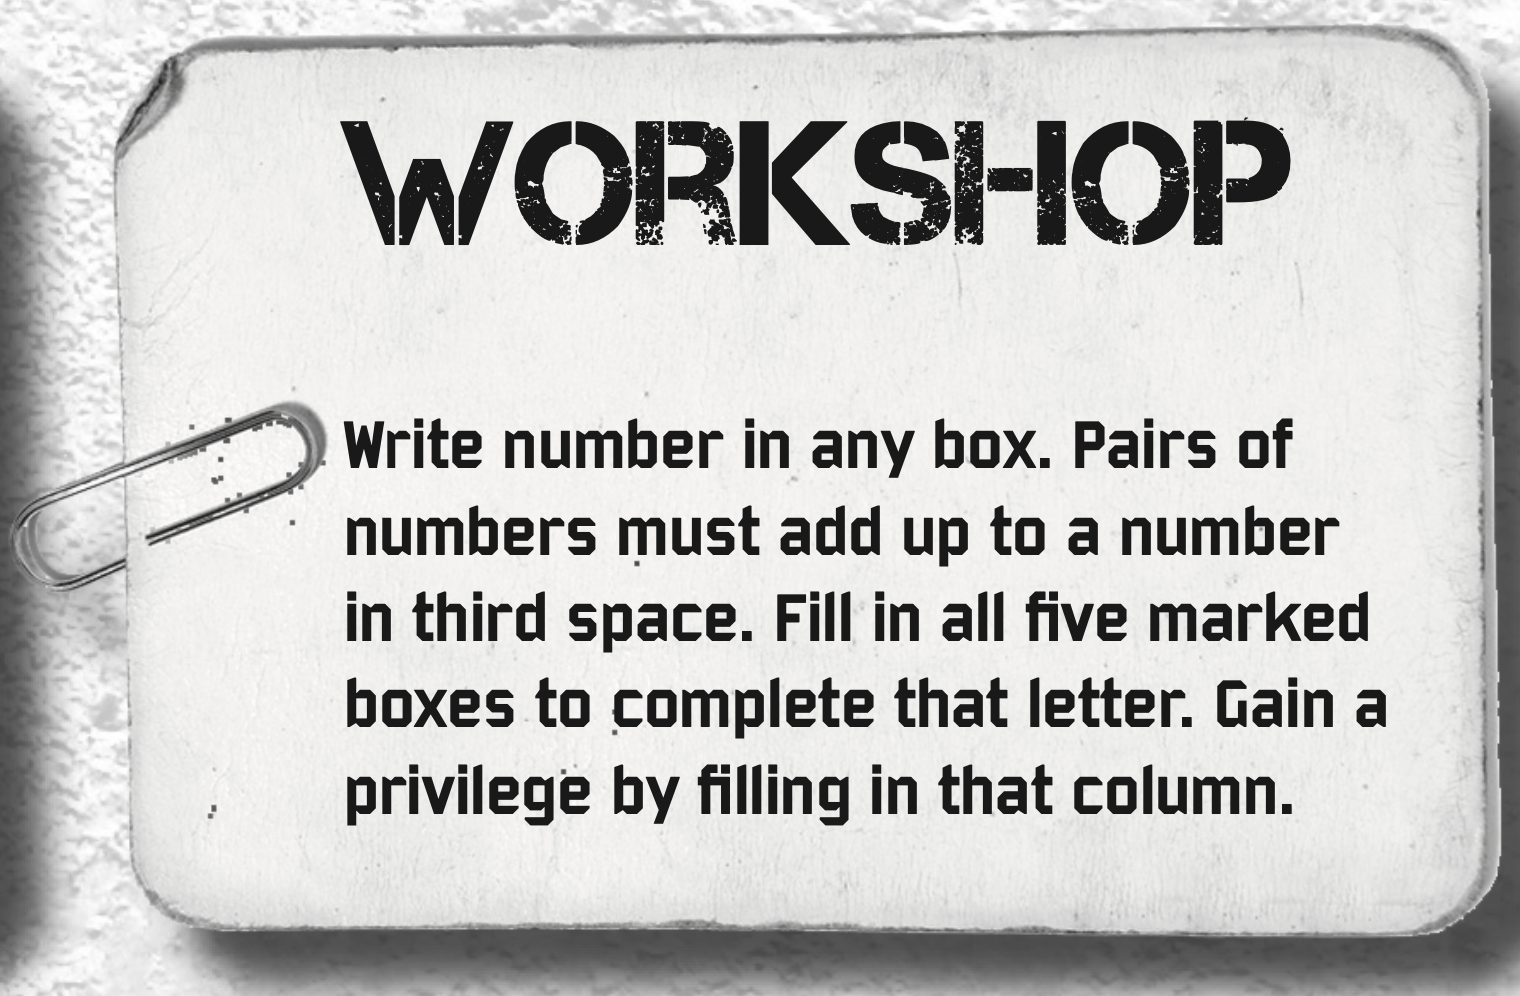 WORKSHOP
Write number in any box. Pairs of
numbers must add up to a number
in third space. Fill in all five marked
boxes to complete that letter. Gain a
privilege by filling in that column.